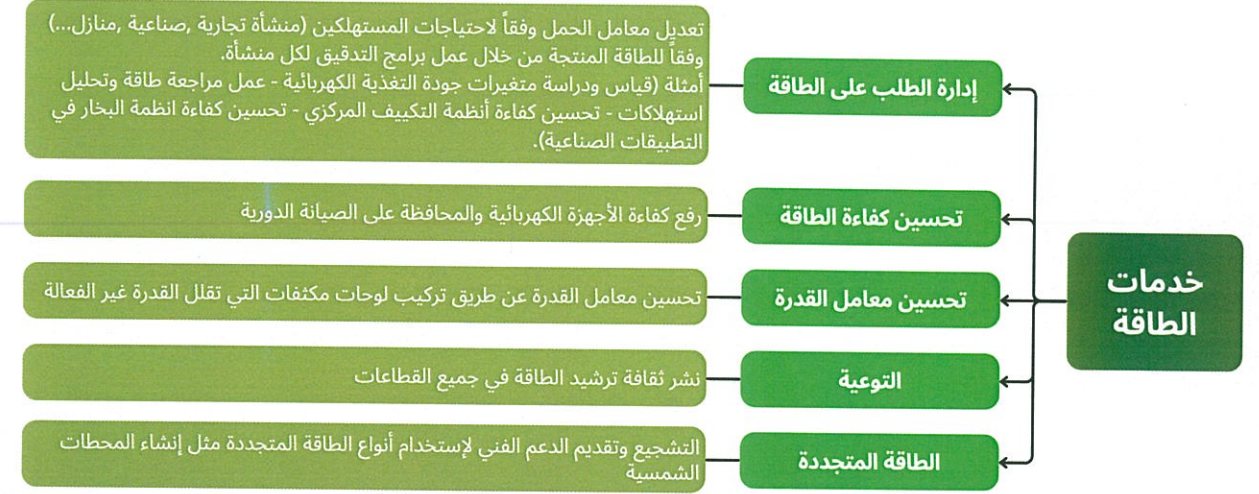 خدمات
الطاقة
إدارة الطلب على الطاقة
تعديل معامل الحمل وفقاً لاحتياجات المستهلكين (منشأة تجارية ,صناعية ,منازل...)
وفقاً للطاقة المنتجة من خلال عمل برامج التدقيق لكل منشأة.
أمثلة (قياس ودراسة متغيرات جودة التغذية الكهربائية - عمل مراجعة طاقة وتحليل
استهلاكات - تحسين كفاءة أنظمة التكييف المركزي - تحسين كفاءة انظمة البخار في
التطبيقات الصناعية).
تحسين كفاءة الطاقة
رفع كفاءة الأجهزة الكهربائية والمحافظة على الصيانة الدورية
تحسين معامل القدرة
تحسين معامل القدرة عن طريق تركيب لوحات مكثفات التي تقلل القدرة غير الفعالة
التوعية
نشر ثقافة ترشيد الطاقة في جميع القطاعات
الطاقة المتجددة
التشجيع وتقديم الدعم الفني لإستخدام أنواع الطاقة المتجددة مثل إنشاء المحطات
الشمسية